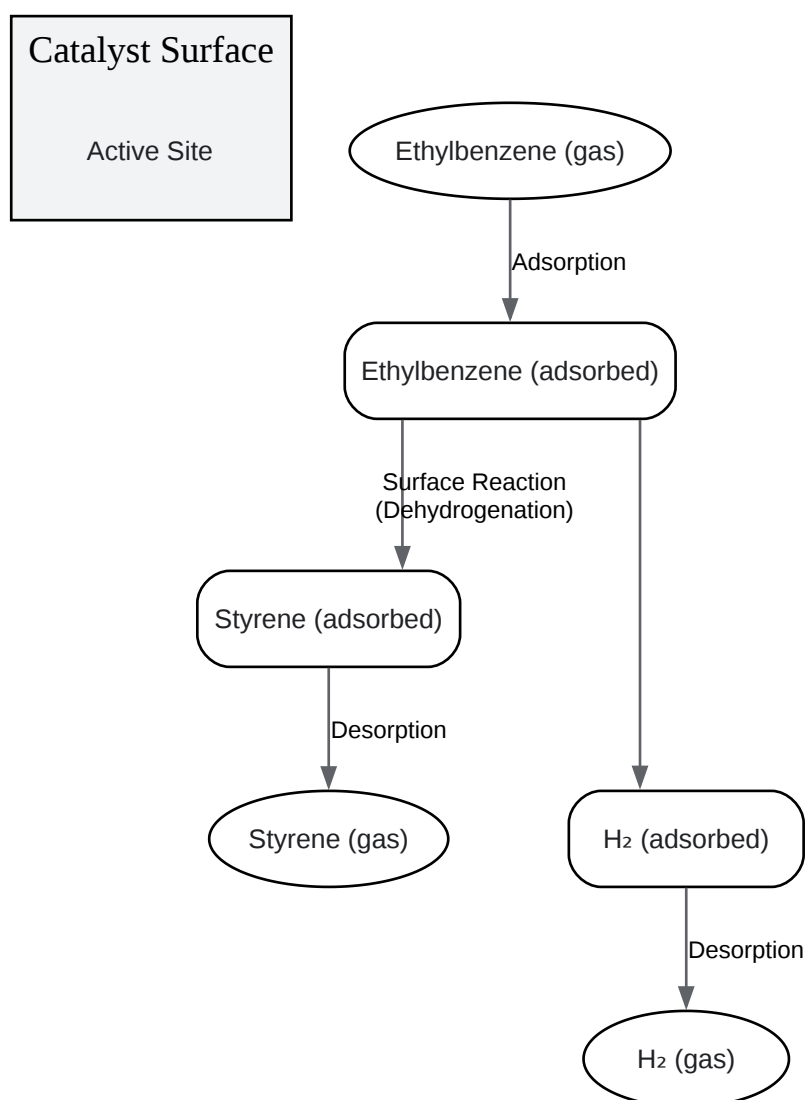 Catalyst Surface
Active Site
Ethylbenzene (gas)
Adsorption
Ethylbenzene (adsorbed)
Surface Reaction
(Dehydrogenation)
Styrene (adsorbed)
Desorption
Styrene (gas)
H₂ (adsorbed)
Desorption
H₂ (gas)